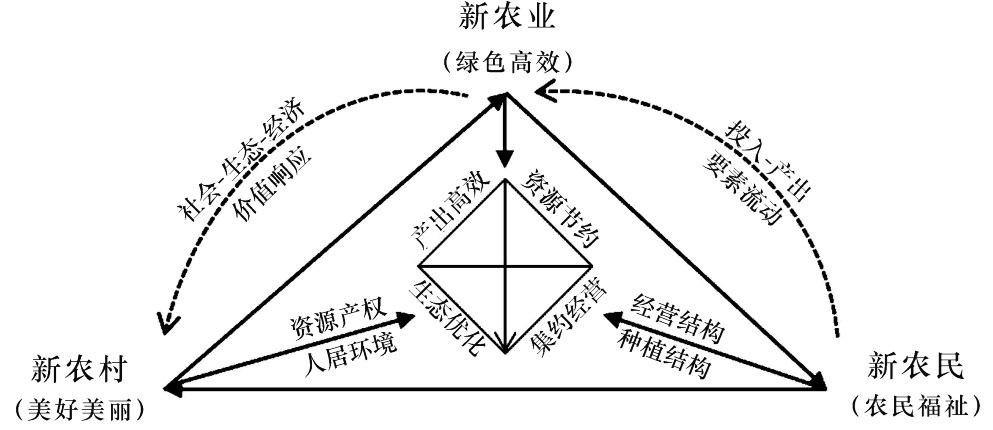 新农业
(绿色高效)
社会-生态-经济
价值响应
投入-产出
要素流动
产出高效
资源节约
生态优化
集约经营
资源产权
人居环境
经营结构
种植结构
新农村
(美好美丽)
新农民
(农民福祉)